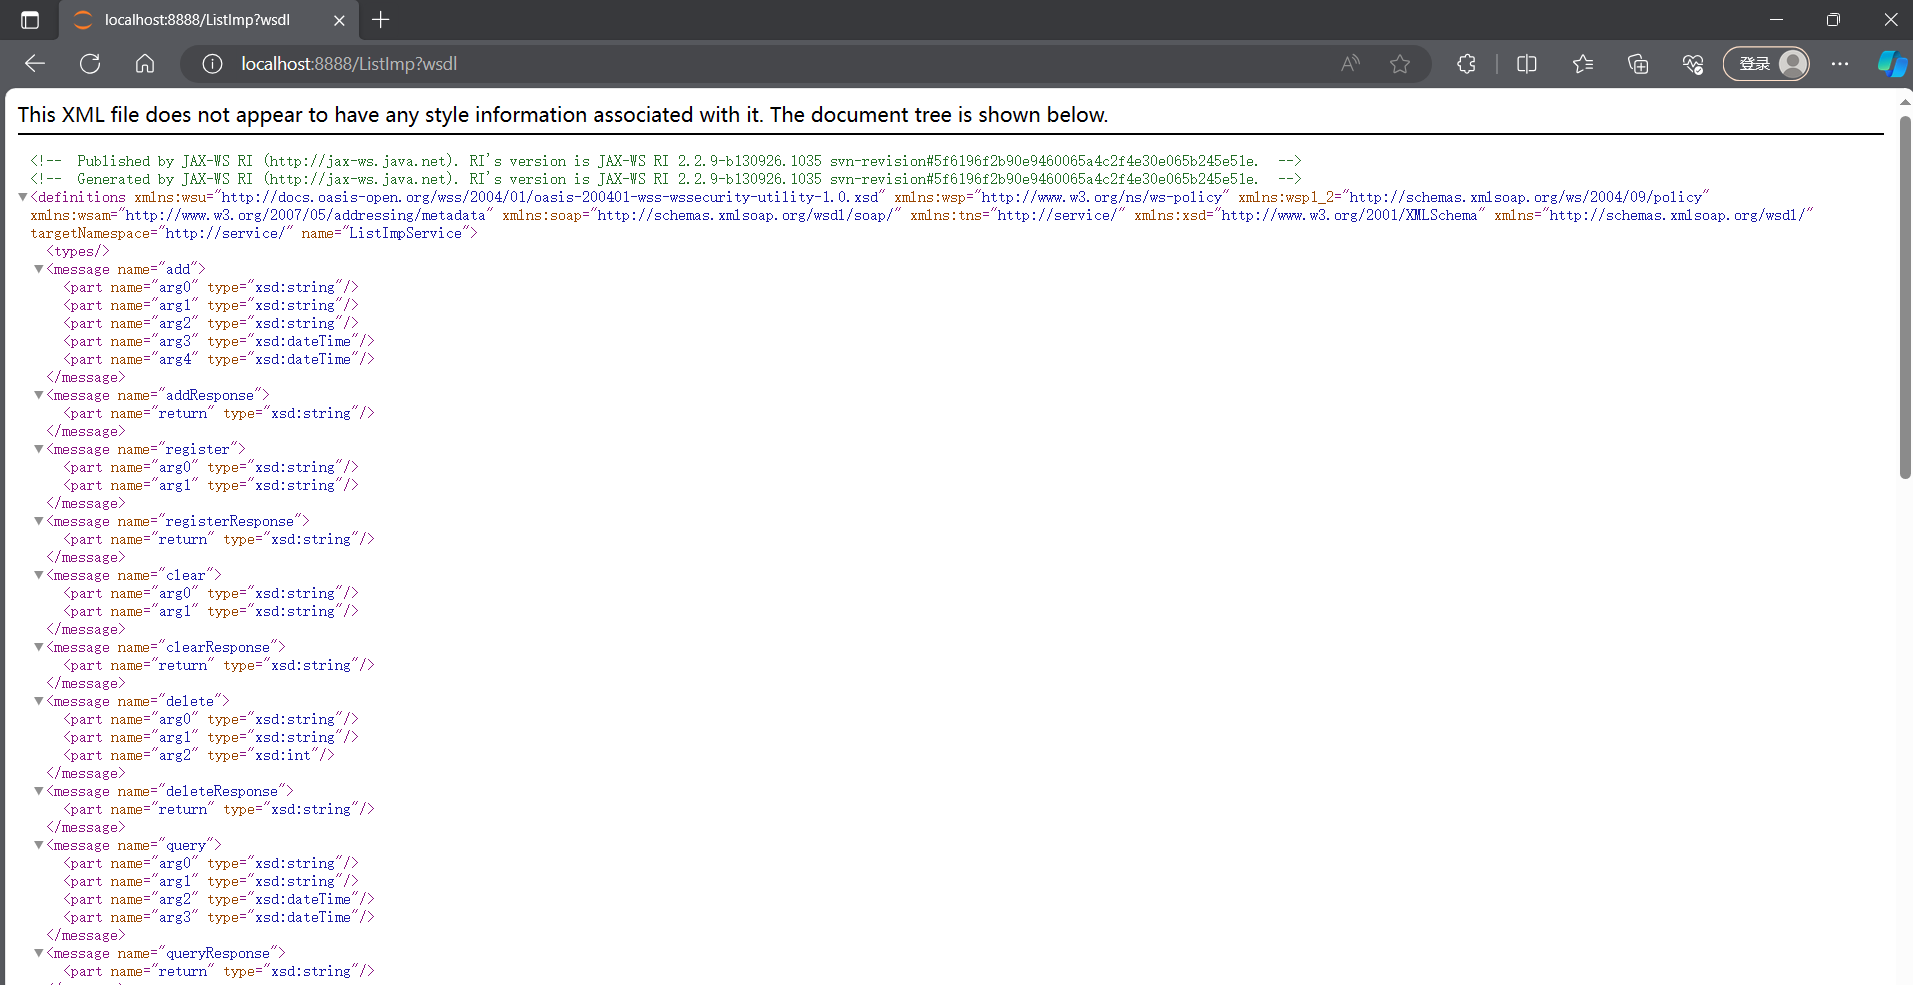 localhost:8888/ListImp?wsdl
localhost:8888/ListImp?wsdl
登录
This XML file does not appear to have any style information associated with it. The document tree is shown below.
<!-- Published by JAX-WS RI (http://jax-ws.java.net). RI's version is JAX-WS RI 2.2.9-b130926.1035 svn-revision#5f6196f2b90e9460065a4c2f4e30e065b245e51e. -->
<!-- Generated by JAX-WS RI (http://jax-ws.java.net). RI's version is JAX-WS RI 2.2.9-b130926.1035 svn-revision#5f6196f2b90e9460065a4c2f4e30e065b245e51e. -->
<definitions xmlns:wsu="http://docs.oasis-open.org/wss/2004/01/oasis-200401-wss-wssecurity-utility-1.0.xsd" xmlns:wsp="http://www.w3.org/ns/ws-policy" xmlns:wsp1_2="http://schemas.xmlsoap.org/ws/2004/09/policy"
xmlns:wsam="http://www.w3.org/2007/05/addressing/metadata" xmlns:soap="http://schemas.xmlsoap.org/wsdl/soap/" xmlns:tns="http://service/" xmlns:xsd="http://www.w3.org/2001/XMLSchema" xmlns="http://schemas.xmlsoap.org/wsdl/"
targetNamespace="http://service/" name="ListImpService">
<types/>
<message name="add">
<part name="arg0" type="xsd:string"/>
<part name="arg1" type="xsd:string"/>
<part name="arg2" type="xsd:string"/>
<part name="arg3" type="xsd:dateTime"/>
<part name="arg4" type="xsd:dateTime"/>
</message>
<message name="addResponse">
<part name="return" type="xsd:string"/>
</message>
<message name="register">
<part name="arg0" type="xsd:string"/>
<part name="arg1" type="xsd:string"/>
</message>
<message name="registerResponse">
<part name="return" type="xsd:string"/>
</message>
<message name="clear">
<part name="arg0" type="xsd:string"/>
<part name="arg1" type="xsd:string"/>
</message>
<message name="clearResponse">
<part name="return" type="xsd:string"/>
</message>
<message name="delete">
<part name="arg0" type="xsd:string"/>
<part name="arg1" type="xsd:string"/>
<part name="arg2" type="xsd:int"/>
</message>
<message name="deleteResponse">
<part name="return" type="xsd:string"/>
</message>
<message name="query">
<part name="arg0" type="xsd:string"/>
<part name="arg1" type="xsd:string"/>
<part name="arg2" type="xsd:dateTime"/>
<part name="arg3" type="xsd:dateTime"/>
</message>
<message name="queryResponse">
<part name="return" type="xsd:string"/>